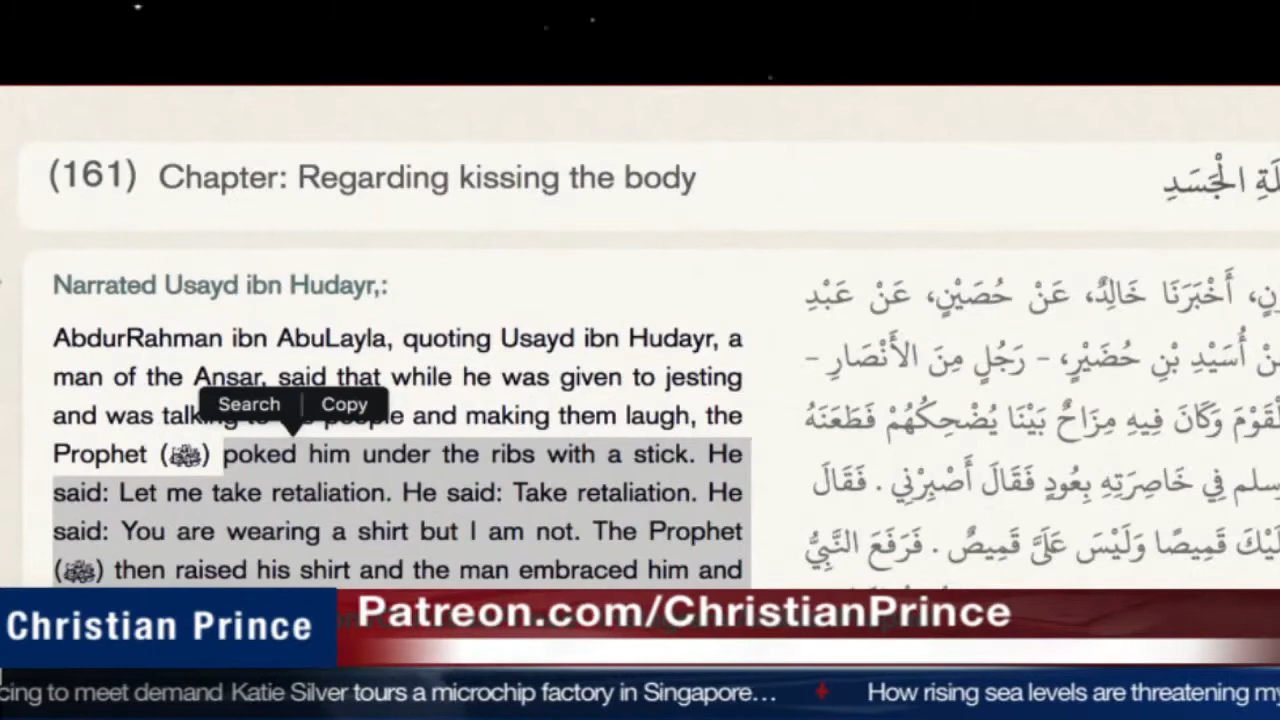 (161) Chapter: Regarding kissing the body
لَةِ الْجَسَدِ
Narrated Usayd ibn Hudayr,:
AbdurRahman ibn AbuLayla, quoting Usayd ibn Hudayr, a
man of the Ansar, said that while he was given to jesting
Search Copy
and was people and making them laugh, the
Prophet (ﷺ) poked him under the ribs with a stick. He
said: Let me take retaliation. He said: Take retaliation. He
said: You are wearing a shirt but I am not. The Prophet
(ﷺ) then raised his shirt and the man embraced him and
أَخْبَرَنَا خَالِدٌ، عَنْ حُصَيْنٍ، عَنْ عَبْدِ
نْ أُسَيْدِ بْنِ حُضَيْرٍ، - رَجُلٍ مِنَ الأَنْصَارِ -
لْقَوْمَ وَكَانَ فِيهِ مِزَاحٌ بَيْنَا يُضْحِكُهُمْ فَطَعَنَهُ
سلم فِي خَاصِرَتِهِ بِعُودٍ فَقَالَ أَصْبِرْنِي . فَقَالَ
لَيْكَ قَمِيصًا وَلَيْسَ عَلَىَّ قَمِيصٌ . فَرَفَعَ النَّبِيُّ
Christian Prince
Patreon.com/ChristianPrince
cing to meet demand Katie Silver tours a microchip factory in Singapore... How rising sea levels are threatening my